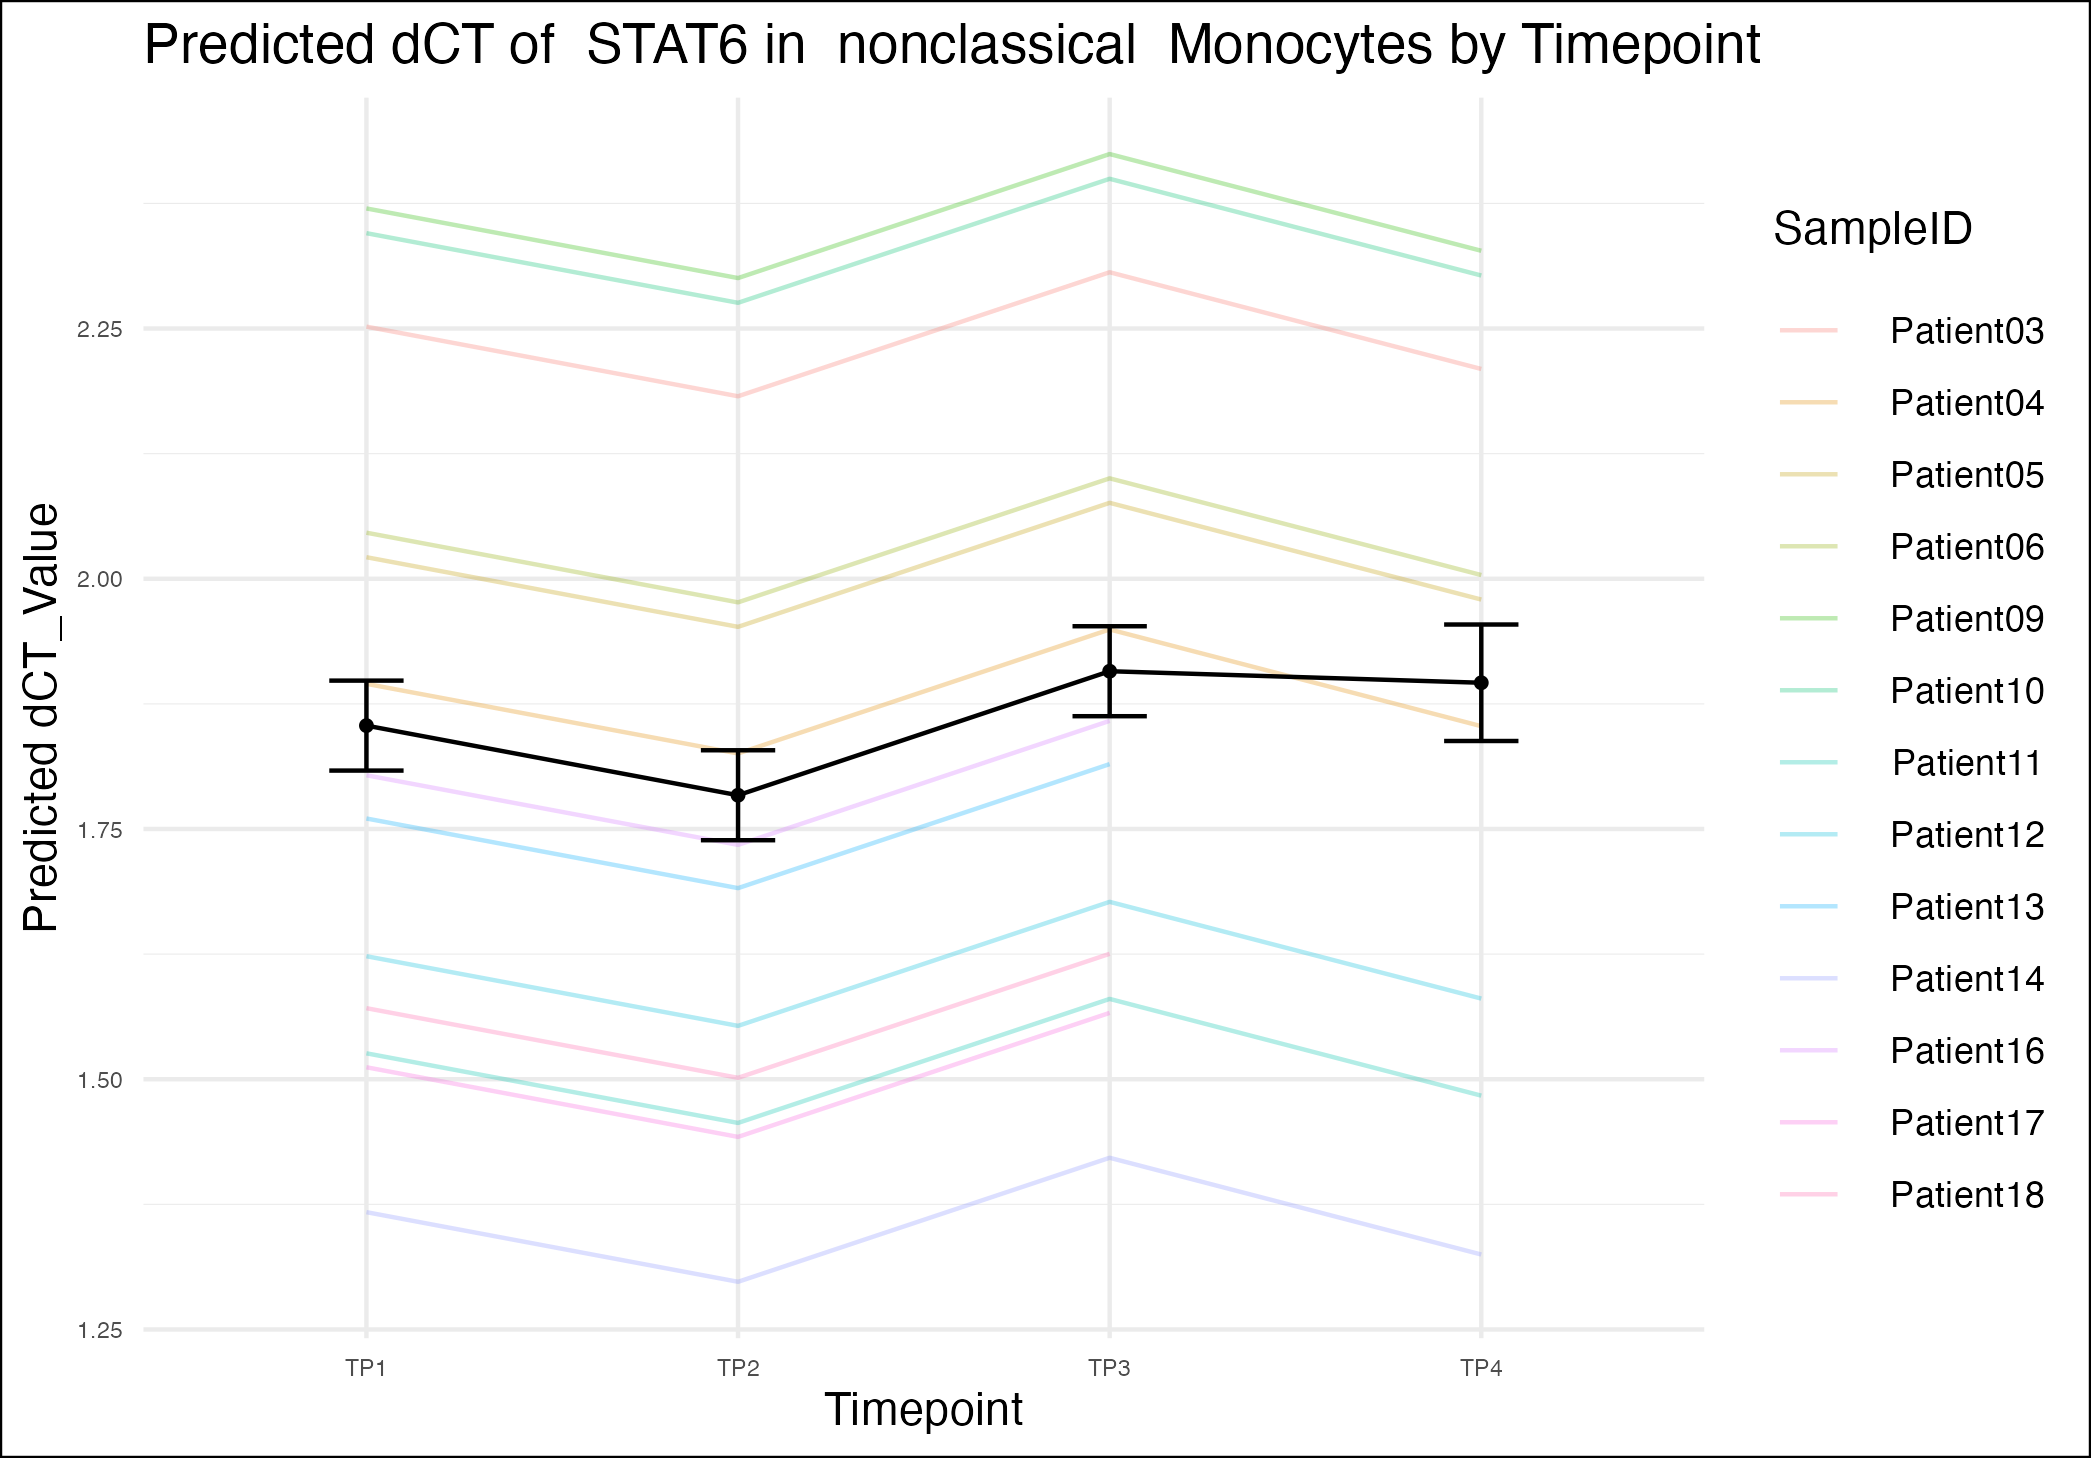 Predicted dCT of  STAT6 in  nonclassical  Monocytes by Timepoint
Predicted dCT_Value
2.25
2.00
1.75
1.50
1.25
TP1
TP2
TP3
TP4
Timepoint
SampleID
Patient03
Patient04
Patient05
Patient06
Patient09
Patient10
Patient11
Patient12
Patient13
Patient14
Patient16
Patient17
Patient18